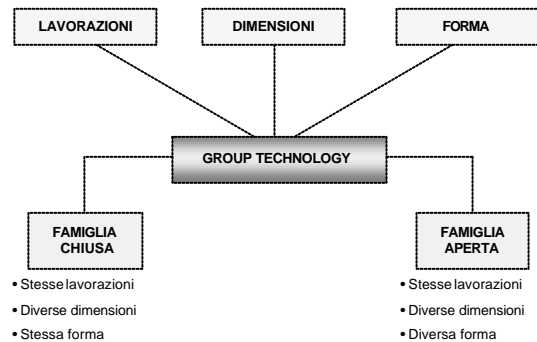 LAVORAZIONI
DIMENSIONI
FORMA
GROUP TECHNOLOGY
FAMIGLIA
CHIUSA
• Stesse lavorazioni
• Diverse dimensioni
• Stessa forma
FAMIGLIA
APERTA
• Stesse lavorazioni
• Diverse dimensioni
• Diversa forma